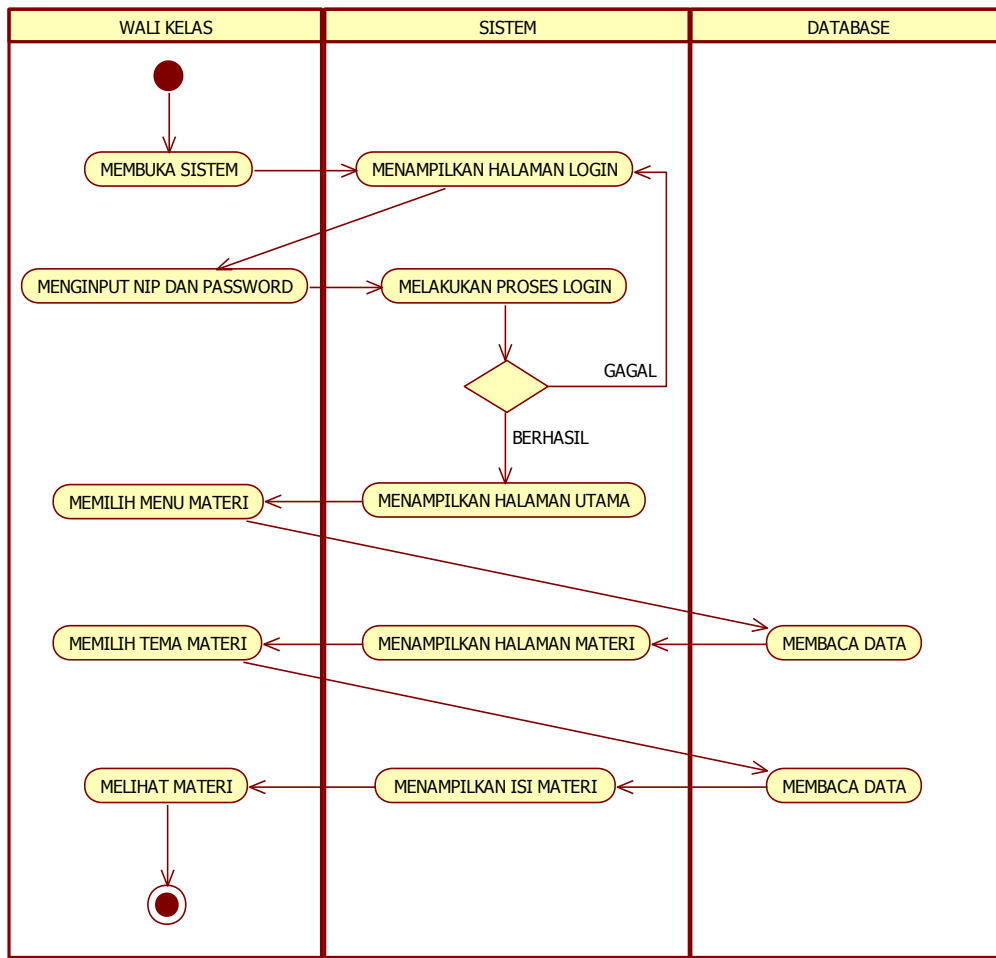 WALI KELAS
SISTEM
DATABASE
MEMBUKA SISTEM
MENAMPILKAN HALAMAN LOGIN
MENGINPUT NIP DAN PASSWORD
MELAKUKAN PROSES LOGIN
GAGAL
BERHASIL
MEMILIH MENU MATERI
MENAMPILKAN HALAMAN UTAMA
MEMILIH TEMA MATERI
MENAMPILKAN HALAMAN MATERI
MEMBACA DATA
MELIHAT MATERI
MENAMPILKAN ISI MATERI
MEMBACA DATA